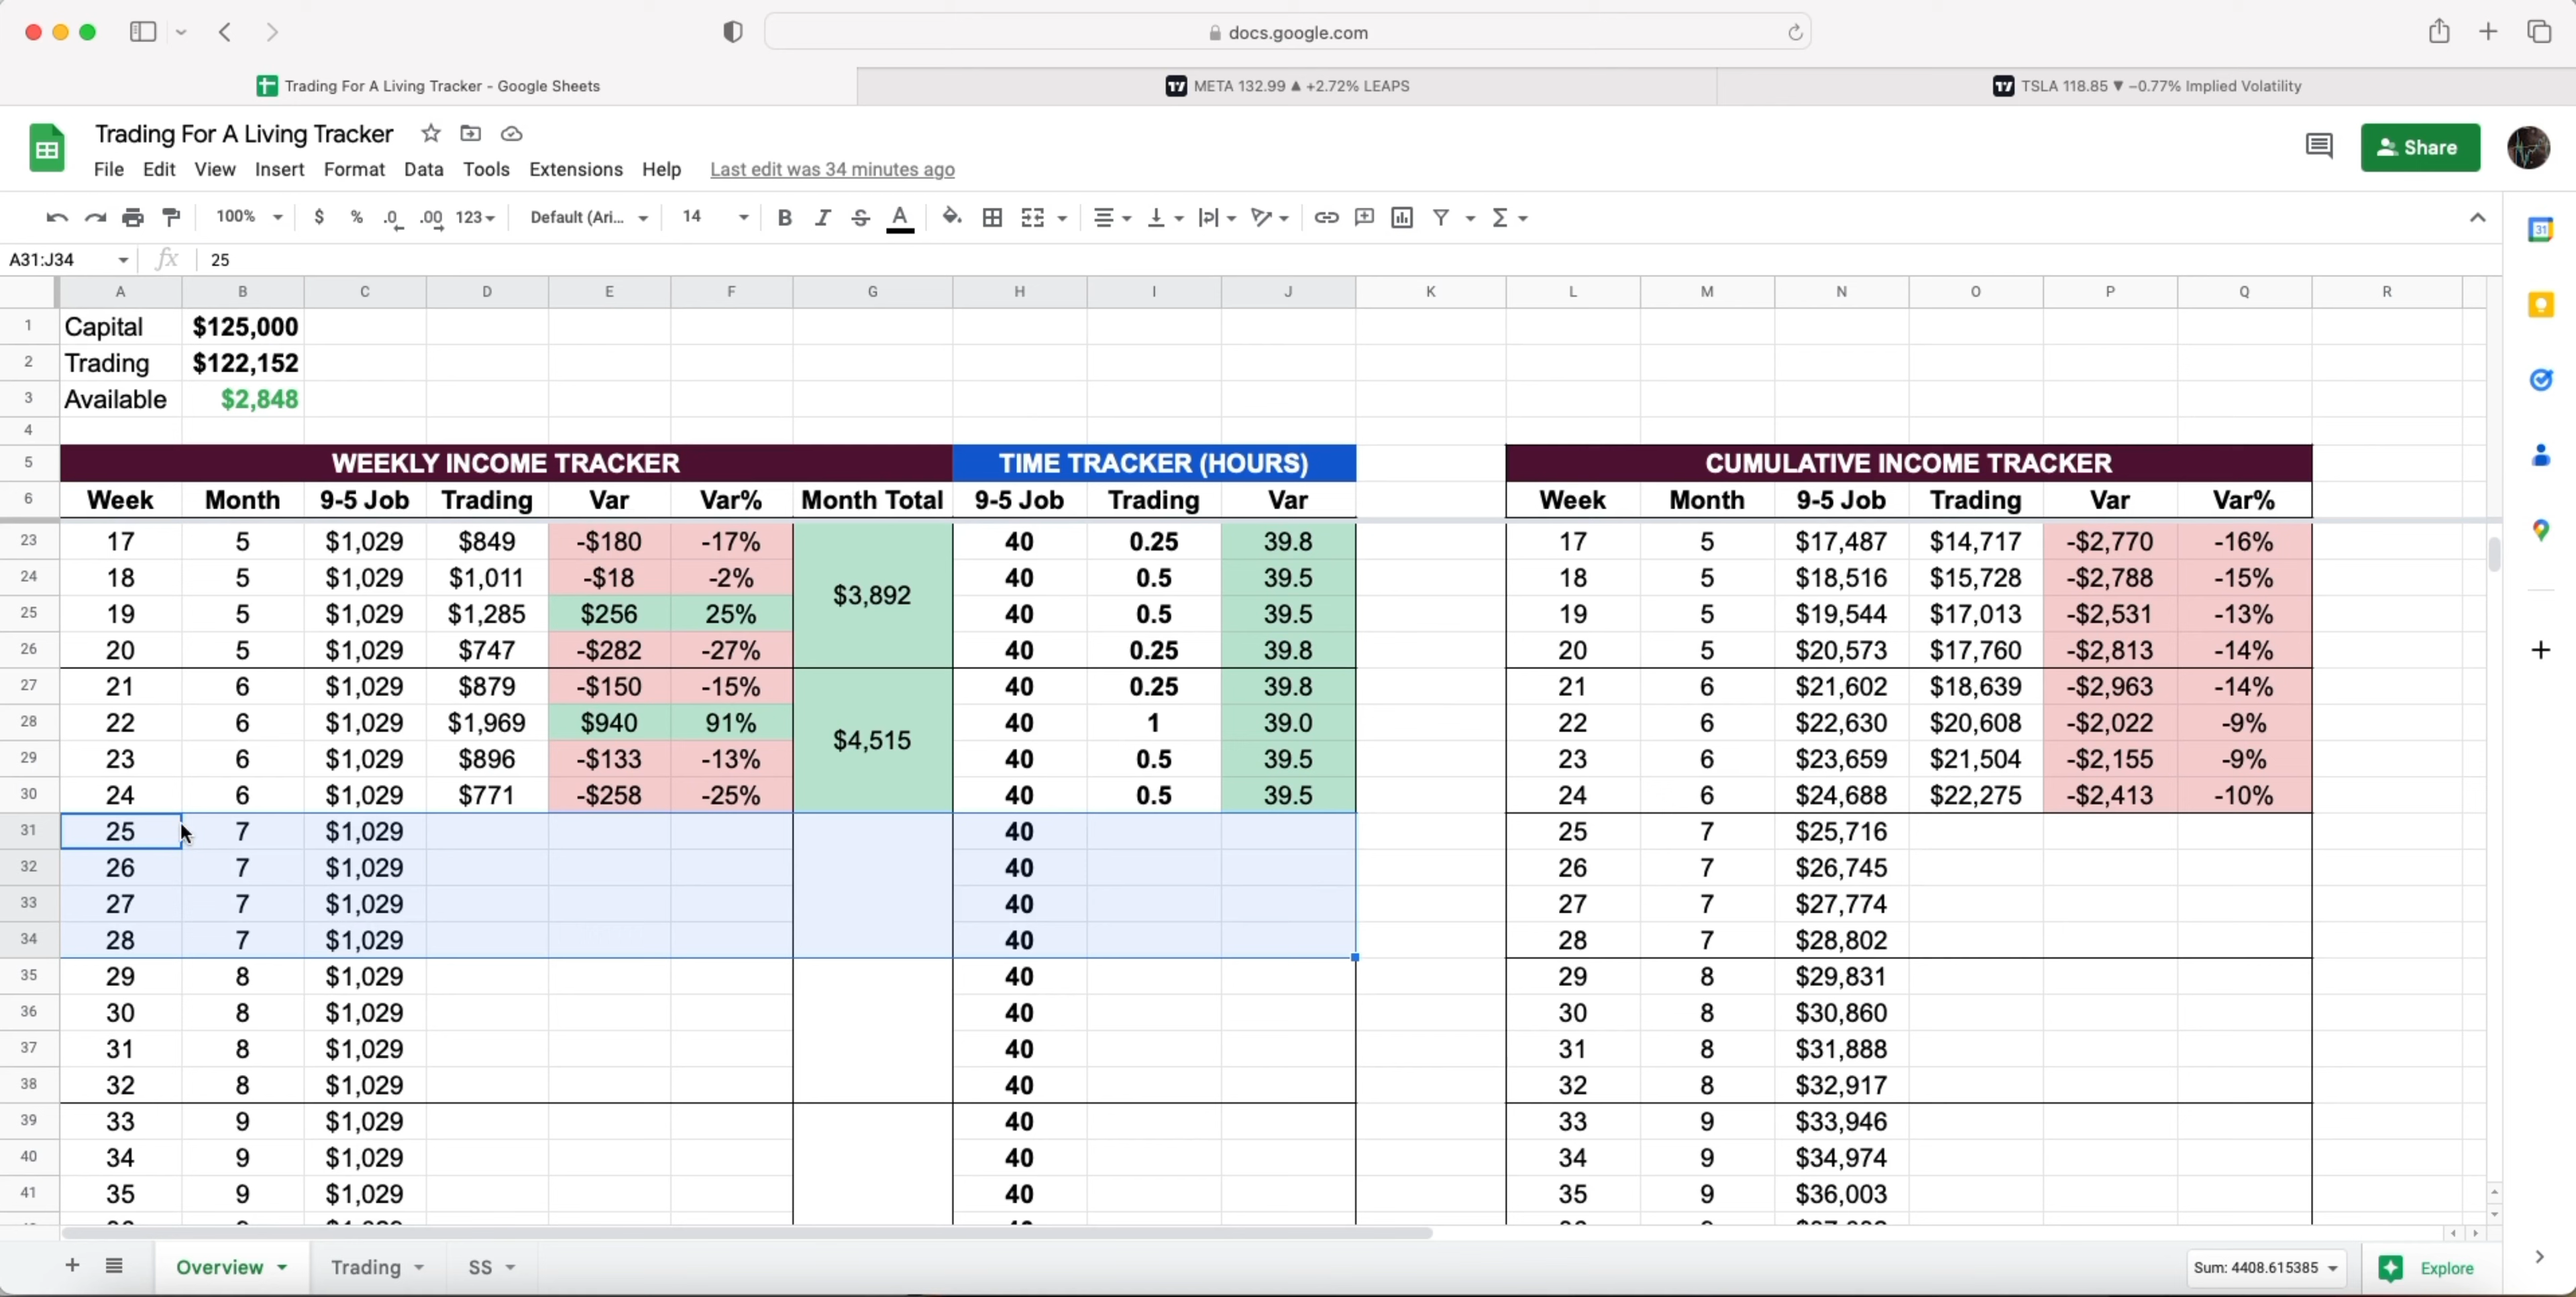 docs.google.com
Trading For A Living Tracker - Google Sheets
META 132.99 ▲ +2.72% LEAPS
TSLA 118.85 ▼ −0.77% Implied Volatility
Trading For A Living Tracker
File Edit View Insert Format Data Tools Extensions Help Last edit was 34 minutes ago
Share
100% $ % .0 .00 123 Default (Ari... 14 B I S A
31
A31:J34 fx 25
A B C D E F G H I J K L M N O P Q R
1 Capital $125,000
2 Trading $122,152
3 Available $2,848
4
5 WEEKLY INCOME TRACKER TIME TRACKER (HOURS) CUMULATIVE INCOME TRACKER
6 Week Month 9-5 Job Trading Var Var% Month Total 9-5 Job Trading Var Week Month 9-5 Job Trading Var Var%
23 17 5 $1,029 $849 -$180 -17% 40 0.25 39.8 17 5 $17,487 $14,717 -$2,770 -16%
24 18 5 $1,029 $1,011 -$18 -2% 40 0.5 39.5 18 5 $18,516 $15,728 -$2,788 -15%
$3,892
25 19 5 $1,029 $1,285 $256 25% 40 0.5 39.5 19 5 $19,544 $17,013 -$2,531 -13%
26 20 5 $1,029 $747 -$282 -27% 40 0.25 39.8 20 5 $20,573 $17,760 -$2,813 -14%
27 21 6 $1,029 $879 -$150 -15% 40 0.25 39.8 21 6 $21,602 $18,639 -$2,963 -14%
28 22 6 $1,029 $1,969 $940 91% 40 1 39.0 22 6 $22,630 $20,608 -$2,022 -9%
$4,515
29 23 6 $1,029 $896 -$133 -13% 40 0.5 39.5 23 6 $23,659 $21,504 -$2,155 -9%
30 24 6 $1,029 $771 -$258 -25% 40 0.5 39.5 24 6 $24,688 $22,275 -$2,413 -10%
31 25 7 $1,029 40 25 7 $25,716
32 26 7 $1,029 40 26 7 $26,745
33 27 7 $1,029 40 27 7 $27,774
34 28 7 $1,029 40 28 7 $28,802
35 29 8 $1,029 40 29 8 $29,831
36 30 8 $1,029 40 30 8 $30,860
37 31 8 $1,029 40 31 8 $31,888
38 32 8 $1,029 40 32 8 $32,917
39 33 9 $1,029 40 33 9 $33,946
40 34 9 $1,029 40 34 9 $34,974
41 35 9 $1,029 40 35 9 $36,003
Overview Trading SS Sum: 4408.615385 Explore